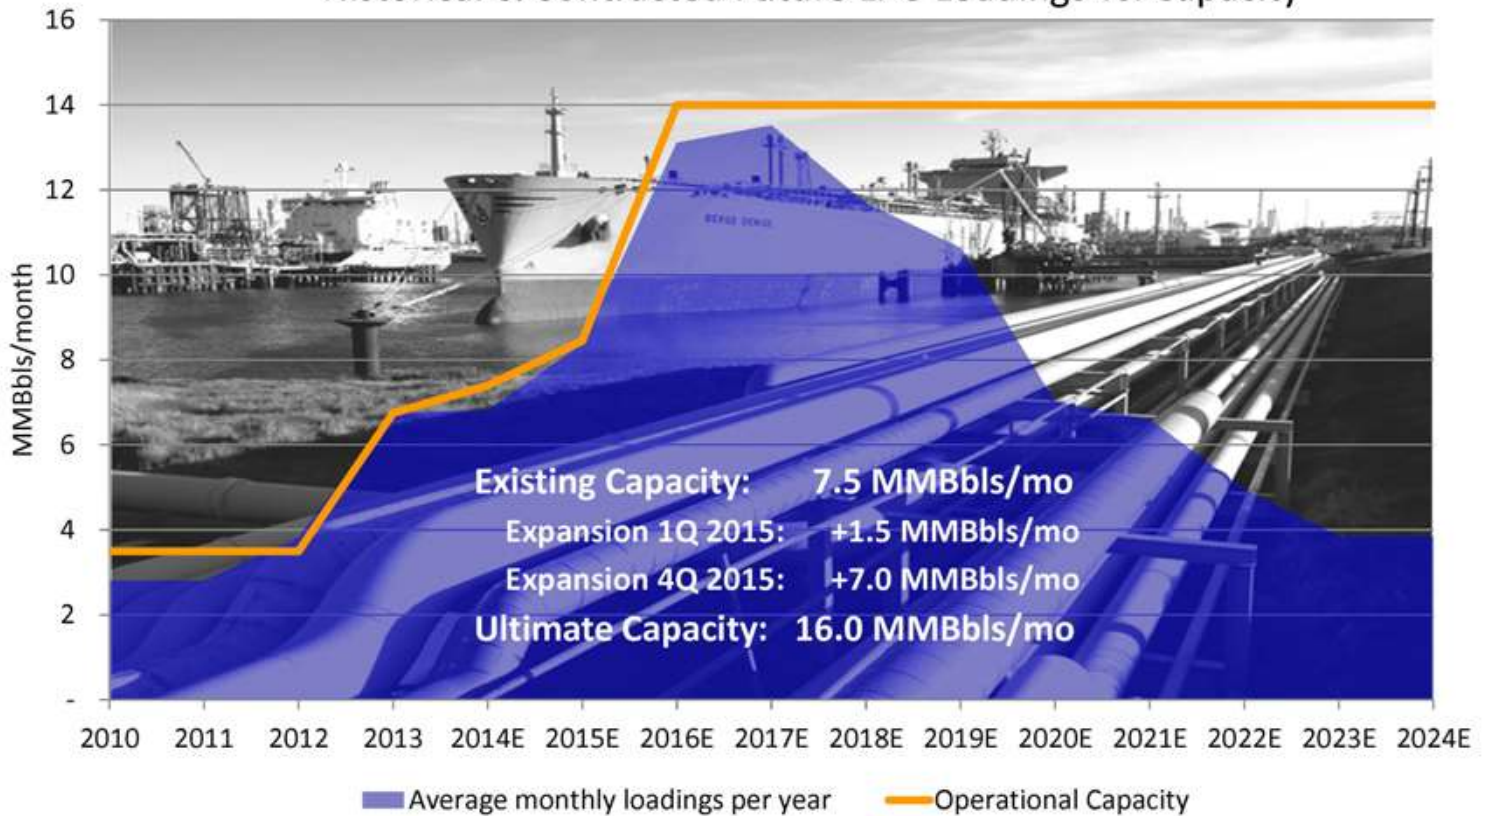 16
14
12
10
8
6
4
2
-
MMBbls/month
Existing Capacity: 7.5 MMBbls/mo
Expansion 1Q 2015: +1.5 MMBbls/mo
Expansion 4Q 2015: +7.0 MMBbls/mo
Ultimate Capacity: 16.0 MMBbls/mo
2010 2011 2012 2013 2014E 2015E 2016E 2017E 2018E 2019E 2020E 2021E 2022E 2023E 2024E
Average monthly loadings per year Operational Capacity